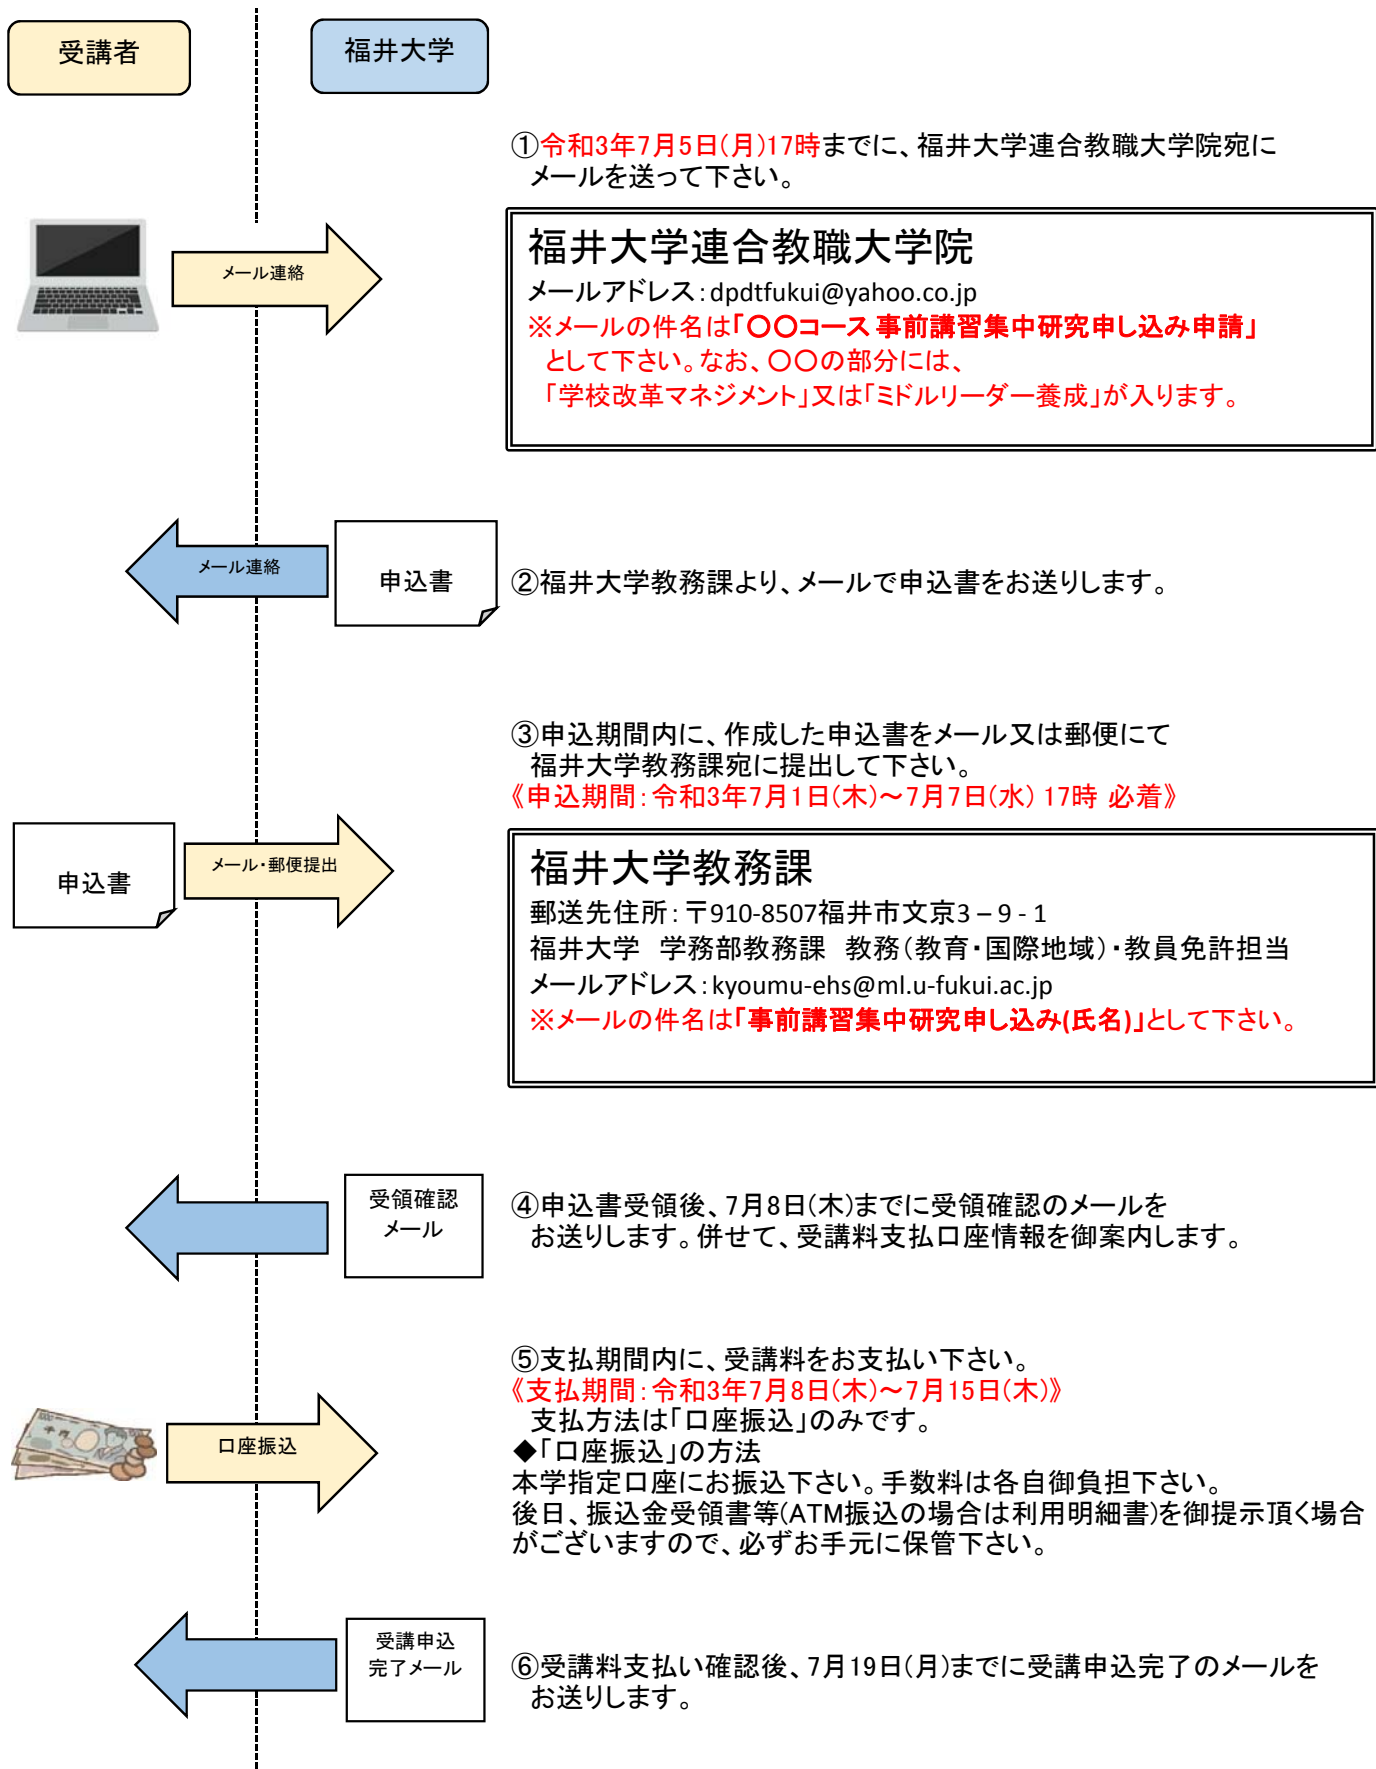 受講者
福井大学
①令和3年7月5日(月)17時までに、福井大学連合教職大学院宛に
メールを送って下さい。
メール連絡
福井大学連合教職大学院
メールアドレス:dpdtfukui@yahoo.co.jp
※メールの件名は「〇〇コース 事前講習集中研究申し込み申請」
として下さい。なお、〇〇の部分には、
「学校改革マネジメント」又は「ミドルリーダー養成」が入ります。
メール連絡
申込書
②福井大学教務課より、メールで申込書をお送りします。
③申込期間内に、作成した申込書をメール又は郵便にて
福井大学教務課宛に提出して下さい。
《申込期間:令和3年7月1日(木)～7月7日(水) 17時 必着》
申込書
メール・郵便提出
福井大学教務課
郵送先住所:〒910-8507福井市文京3－9 - 1
福井大学　学務部教務課　教務(教育・国際地域)・教員免許担当
メールアドレス:kyoumu-ehs@ml.u-fukui.ac.jp
※メールの件名は「事前講習集中研究申し込み(氏名)」として下さい。
受領確認
メール
④申込書受領後、7月8日(木)までに受領確認のメールを
お送りします。併せて、受講料支払口座情報を御案内します。
⑤支払期間内に、受講料をお支払い下さい。
《支払期間:令和3年7月8日(木)～7月15日(木)》
支払方法は「口座振込」のみです。
口座振込
◆「口座振込」の方法
本学指定口座にお振込下さい。手数料は各自御負担下さい。
後日、振込金受領書等(ATM振込の場合は利用明細書)を御提示頂く場合
がございますので、必ずお手元に保管下さい。
受講申込
完了メール
⑥受講料支払い確認後、7月19日(月)までに受講申込完了のメールを
お送りします。